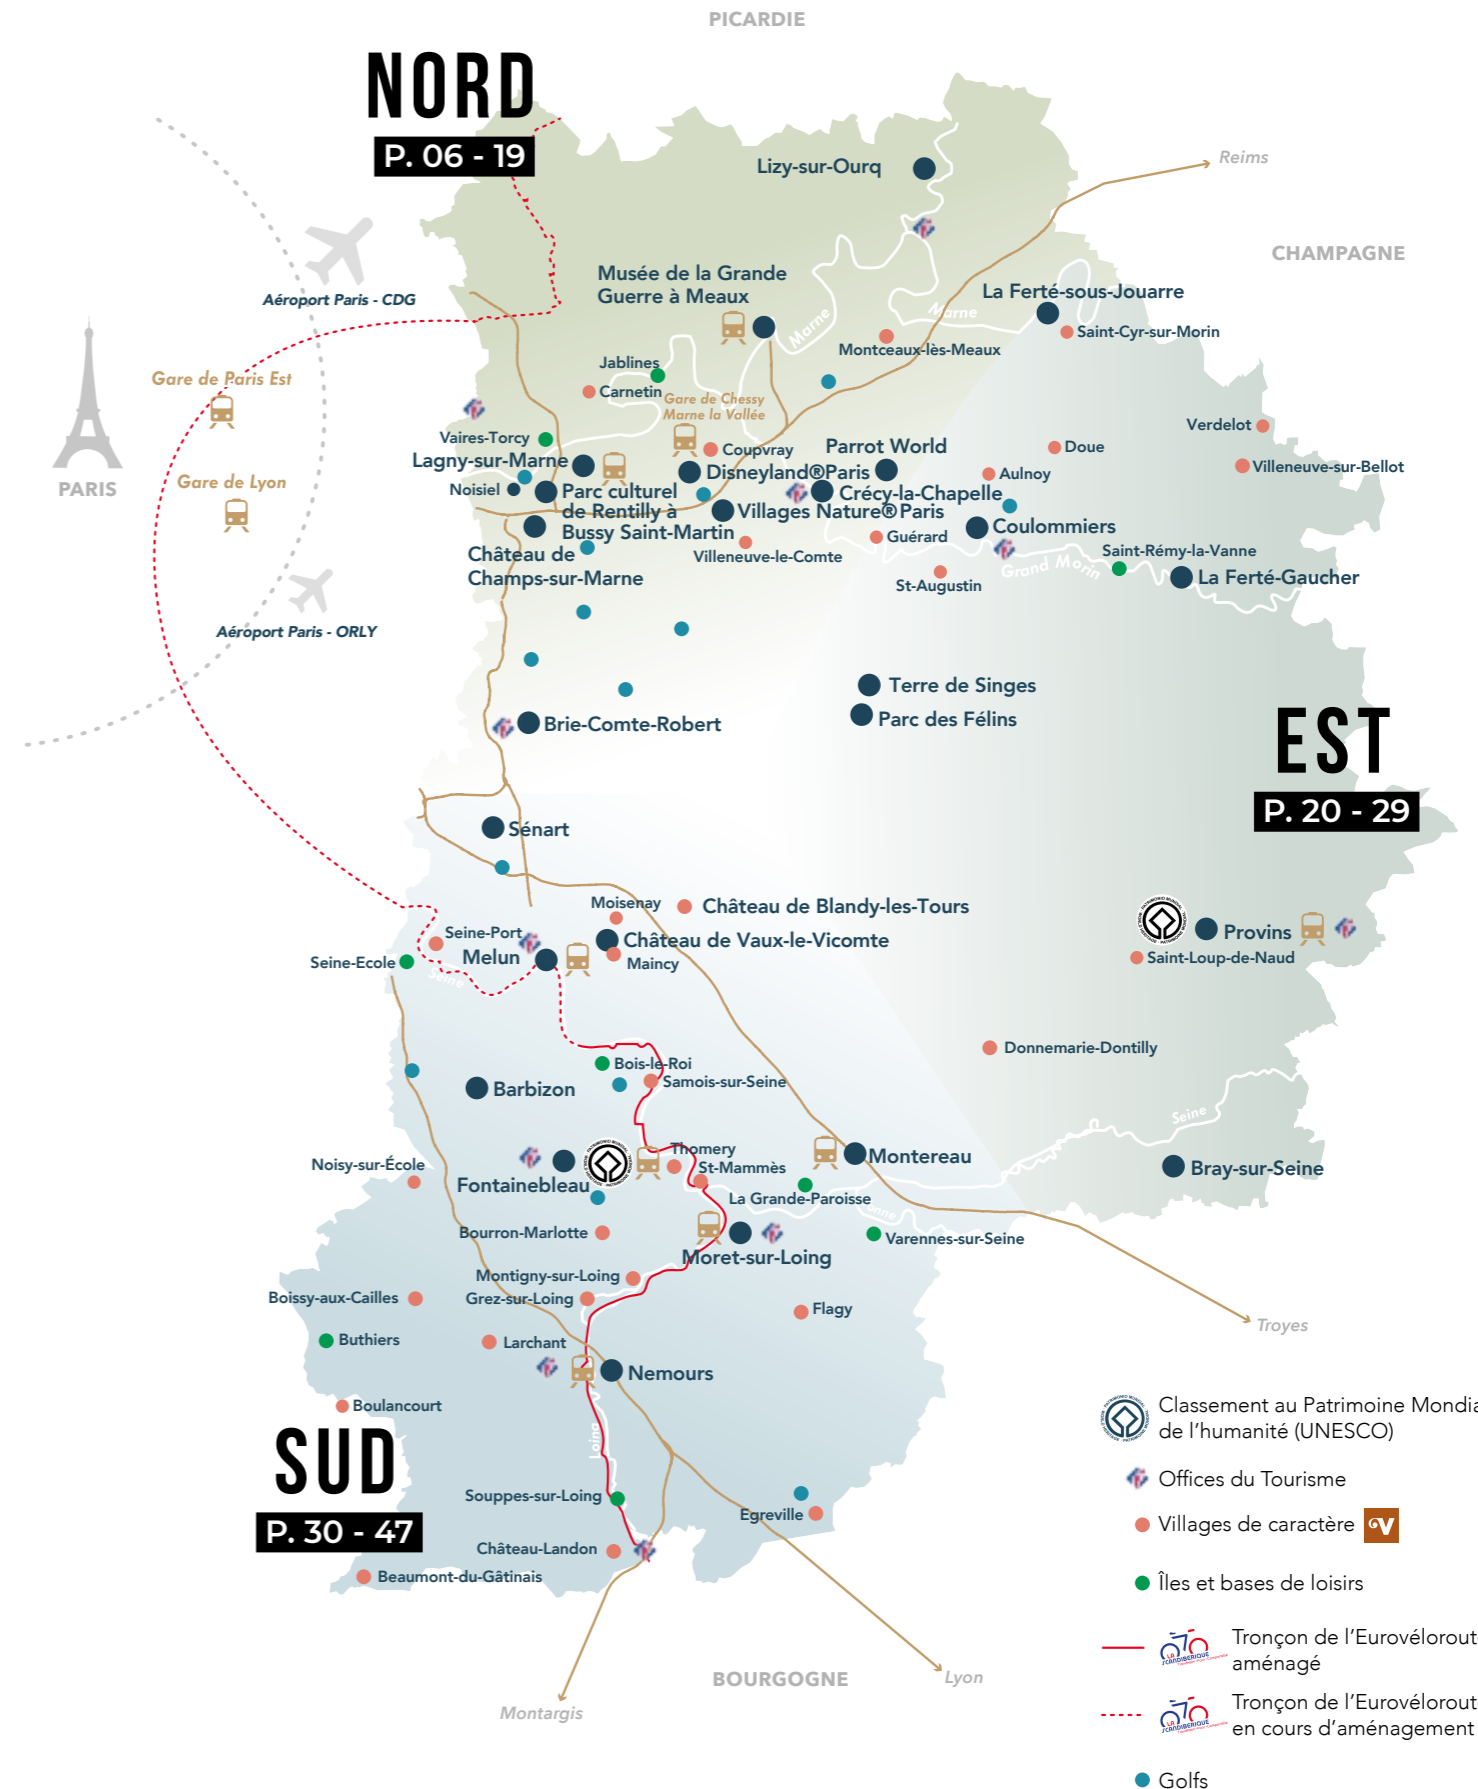 PICARDIE
NORD
P. 06 - 19
Lizy-sur-Ourq
Reims
CHAMPAGNE
Musée de la Grande
Guerre à Meaux
Aéroport Paris - CDG
La Ferté-sous-Jouarre
Marne
Marne
Saint-Cyr-sur-Morin
Montceaux-lès-Meaux
Jablines
Carnetin
Gare de Paris Est
Gare de Chessy
Marne la Vallée
Vaires-Torcy
Coupvray
Parrot World
Doue
Verdelot
Lagny-sur-Marne
Disneyland®Paris
Aulnoy
Villeneuve-sur-Bellot
PARIS
Gare de Lyon
Noisiel
Parc culturel
de Rentilly à
Bussy Saint-Martin
Crécy-la-Chapelle
Villages Nature®Paris
Coulommiers
Château de
Champs-sur-Marne
Villeneuve-le-Comte
Guérard
Saint-Rémy-la-Vanne
Grand Morin
St-Augustin
La Ferté-Gaucher
Aéroport Paris - ORLY
Terre de Singes
Parc des Félins
Brie-Comte-Robert
EST
P. 20 - 29
Sénart
Moisenay
Château de Blandy-les-Tours
Seine-Port
Melun
Château de Vaux-le-Vicomte
Maincy
Provins
Saint-Loup-de-Naud
Seine-Ecole
Seine
Donnemarie-Dontilly
Bois-le-Roi
Samois-sur-Seine
Barbizon
Seine
Thomery
St-Mammès
Montereau
Noisy-sur-École
Fontainebleau
Bray-sur-Seine
La Grande-Paroisse
Bourron-Marlotte
Varennes-sur-Seine
Moret-sur-Loing
Montigny-sur-Loing
Boissy-aux-Cailles
Grez-sur-Loing
Flagy
Buthiers
Larchant
Troyes
Nemours
Boulancourt
Loing
SUD
P. 30 - 47
Souppes-sur-Loing
Egreville
Château-Landon
Beaumont-du-Gâtinais
BOURGOGNE
Lyon
Montargis
Classement au Patrimoine Mondia
de l'humanité (UNESCO)
Offices du Tourisme
Villages de caractère
V
Îles et bases de loisirs
LA
SCANDIBERIQUE
Tronçon de l'Eurovélorout
aménagé
LA
SCANDIBERIQUE
Tronçon de l'Eurovélorout
en cours d'aménagement
Golfs